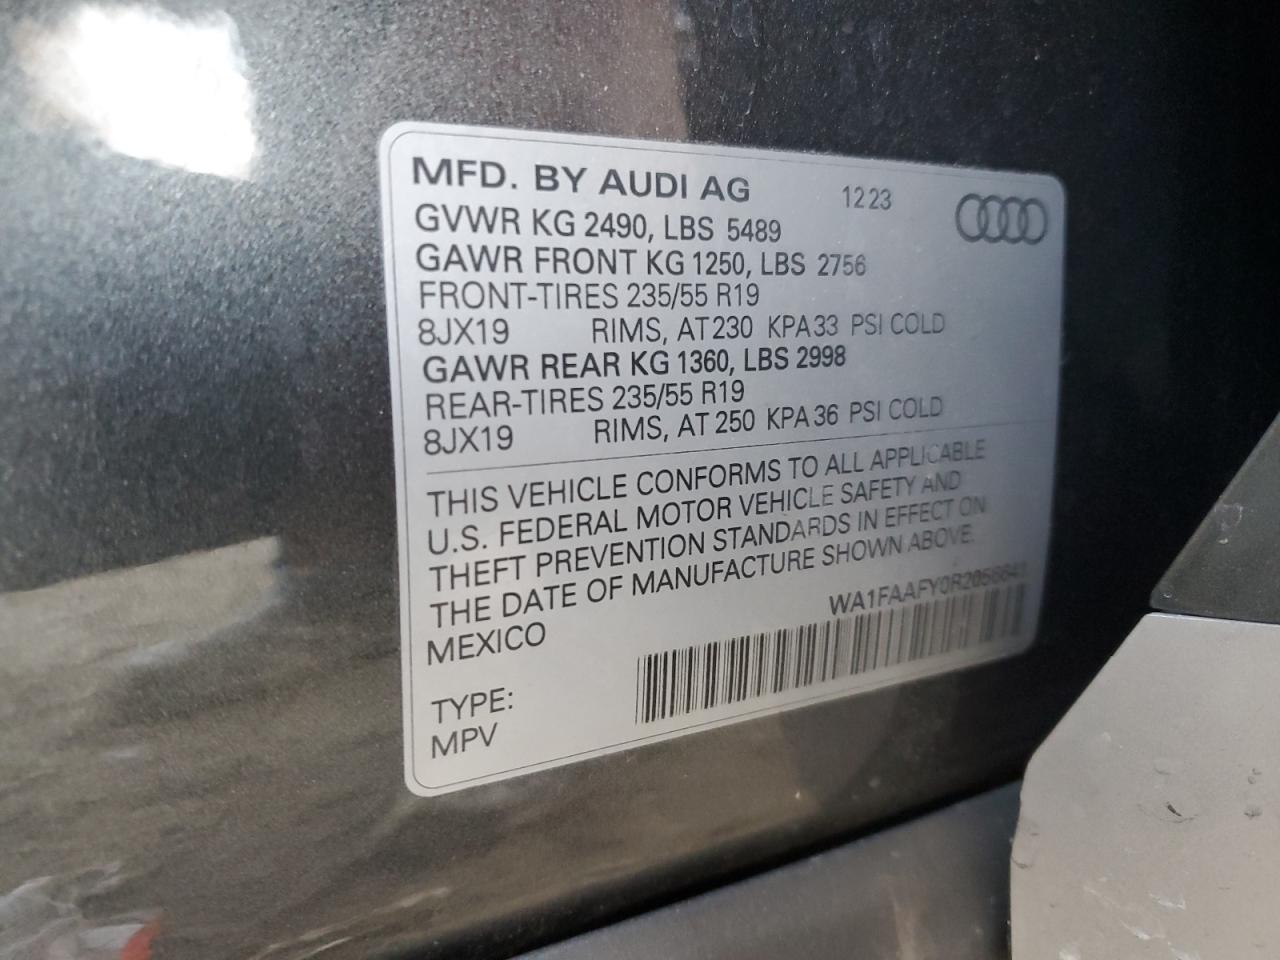 MFD. BY AUDI AG 12 23
GVWR KG 2490, LBS 5489
GAWR FRONT KG 1250, LBS 2756
FRONT-TIRES 235/55 R19
8JX19 RIMS, AT 230 KPA 33 PSI COLD
GAWR REAR KG 1360, LBS 2998
REAR-TIRES 235/55 R19
8JX19 RIMS, AT 250 KPA 36 PSI COLD
THIS VEHICLE CONFORMS TO ALL APPLICABLE
U.S. FEDERAL MOTOR VEHICLE SAFETY AND
THEFT PREVENTION STANDARDS IN EFFECT ON
THE DATE OF MANUFACTURE SHOWN ABOVE.
MEXICO
TYPE:
MPV